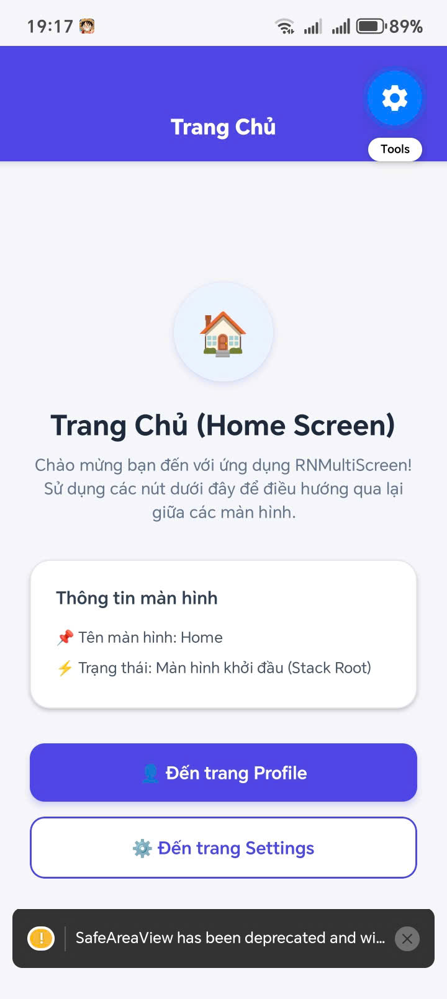 19:17
89%
Trang Chủ
Tools
Trang Chủ (Home Screen)
Chào mừng bạn đến với ứng dụng RNMultiScreen!
Sử dụng các nút dưới đây để điều hướng qua lại
giữa các màn hình.
Thông tin màn hình
📌 Tên màn hình: Home
⚡ Trạng thái: Màn hình khởi đầu (Stack Root)
👤 Đến trang Profile
⚙️ Đến trang Settings
SafeAreaView has been deprecated and wi...